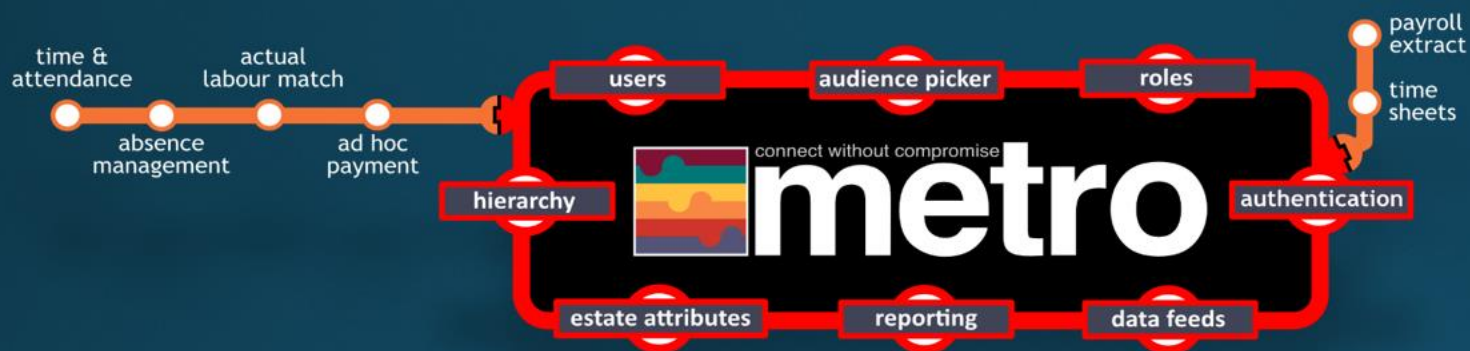 time &
attendance
actual
labour match
absence
management
ad hoc
payment
users
audience picker
roles
payroll
extract
time
sheets
connect without compromise
metro
hierarchy
authentication
estate attributes
reporting
data feeds